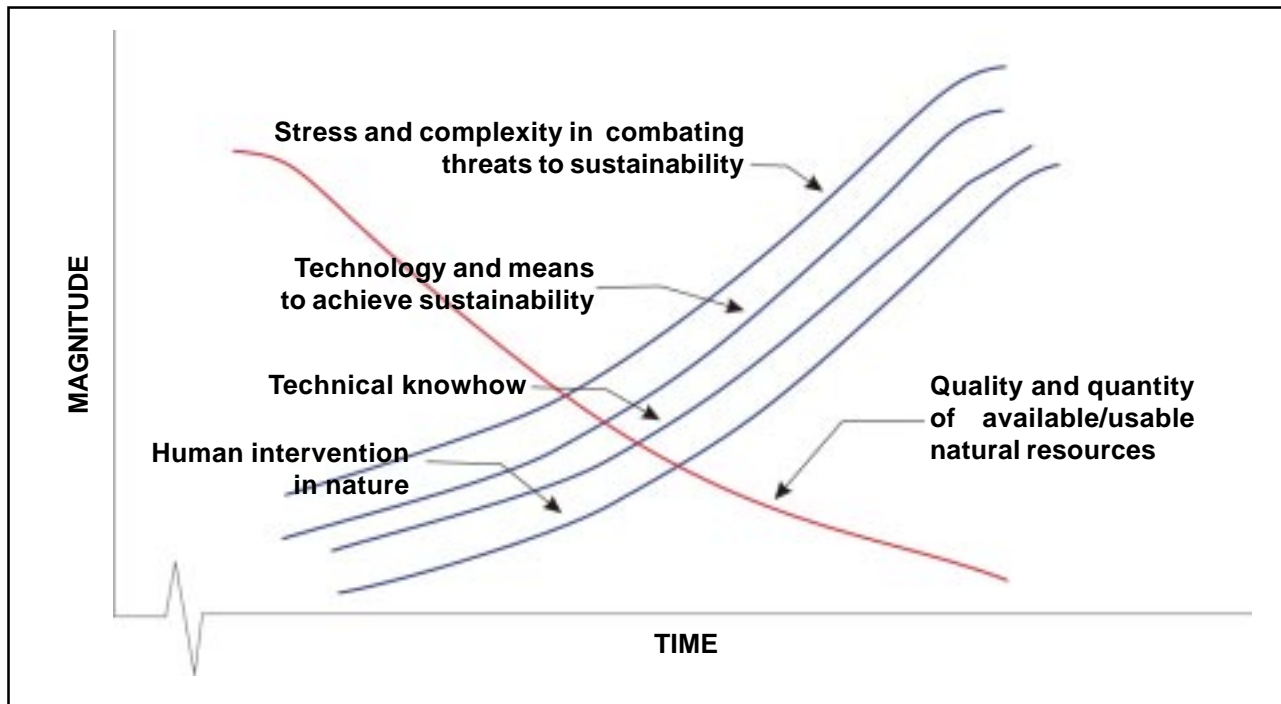 Stress and complexity in combating
threats to sustainability
Technology and means
to achieve sustainability
Technical knowhow
Human intervention
in nature
Quality and quantity
of available/usable
natural resources
MAGNITUDE
TIME